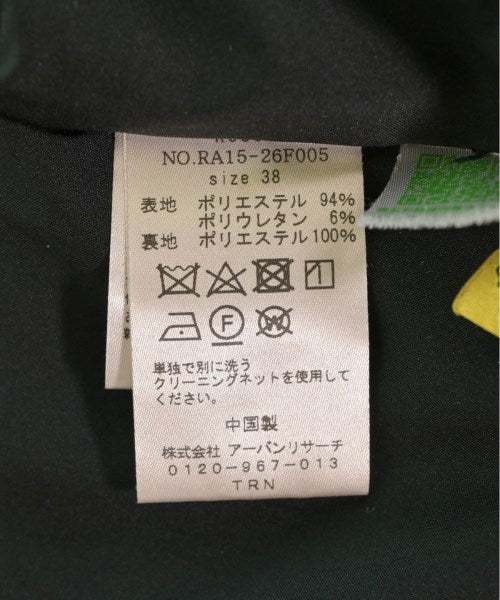 NO.RA15-26F005
size 38
表地 ポリエステル 94%
ポリウレタン 6%
裏地 ポリエステル 100%
F W
単独で別に洗う
クリーニングネットを使用して
ください。
中国製
株式会社 アーバンリサーチ
0120-967-013
TRN